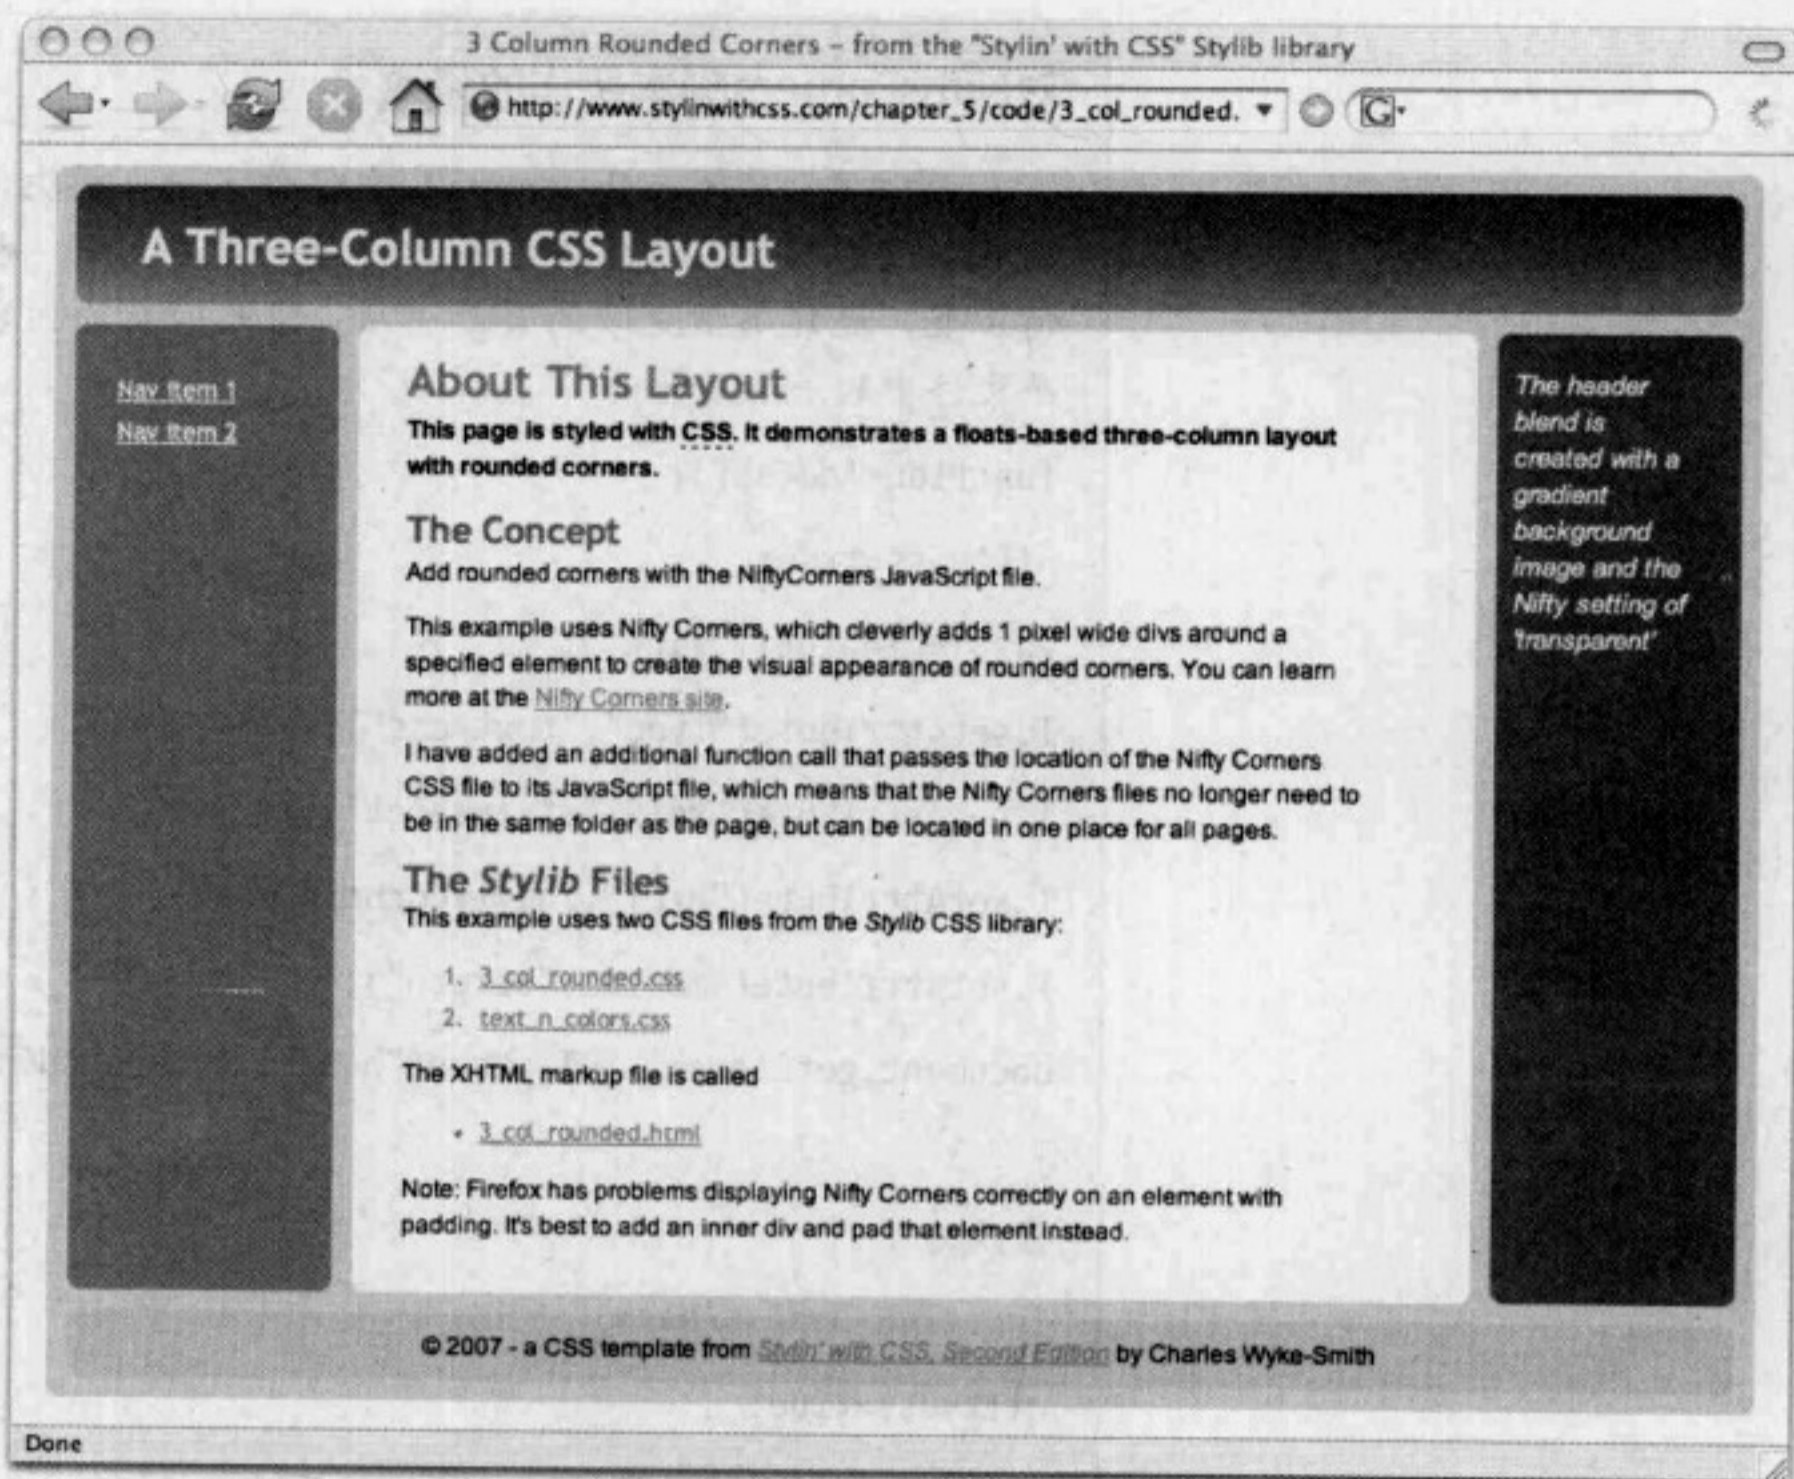 3 Column Rounded Corners – from the "Stylin' with CSS" Stylib library
http://www.stylinwithcss.com/chapter_5/code/3_col_rounded.
G
A Three-Column CSS Layout
Nav Item 1
Nav Item 2
About This Layout
This page is styled with CSS. It demonstrates a floats-based three-column layout
with rounded corners.
The Concept
Add rounded corners with the NiftyCorners JavaScript file.
This example uses Nifty Corners, which cleverly adds 1 pixel wide divs around a
specified element to create the visual appearance of rounded corners. You can learn
more at the Nifty Corners site.
I have added an additional function call that passes the location of the Nifty Corners
CSS file to its JavaScript file, which means that the Nifty Corners files no longer need to
be in the same folder as the page, but can be located in one place for all pages.
The Stylib Files
This example uses two CSS files from the Stylib CSS library:
1. 3_col_rounded.css
2. text_n_colors.css
The XHTML markup file is called
• 3_col_rounded.html
Note: Firefox has problems displaying Nifty Corners correctly on an element with
padding. It's best to add an inner div and pad that element instead.
The header
blend is
created with a
gradient
background
image and the
Nifty setting of
'transparent'
© 2007 - a CSS template from Stylin' with CSS, Second Edition by Charles Wyke-Smith
Done